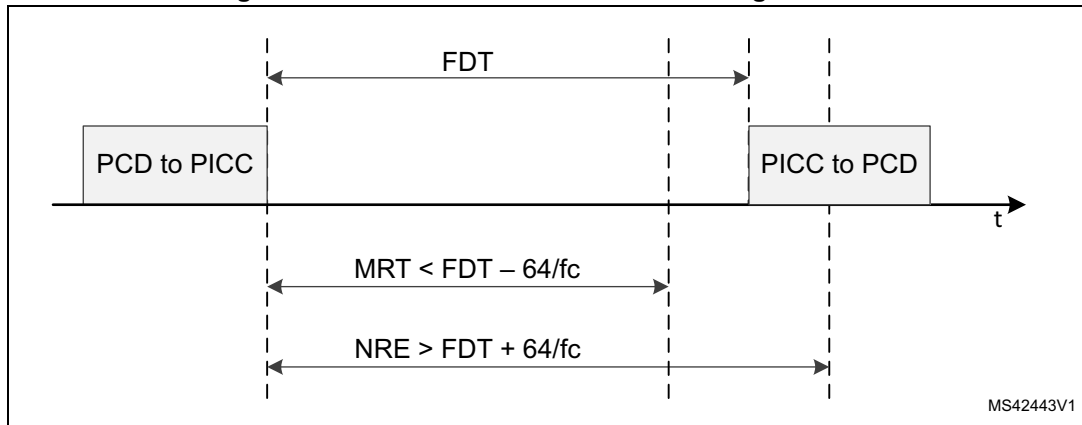 FDT
PCD to PICC
PICC to PCD
t
MRT < FDT – 64/fc
NRE > FDT + 64/fc
MS42443V1